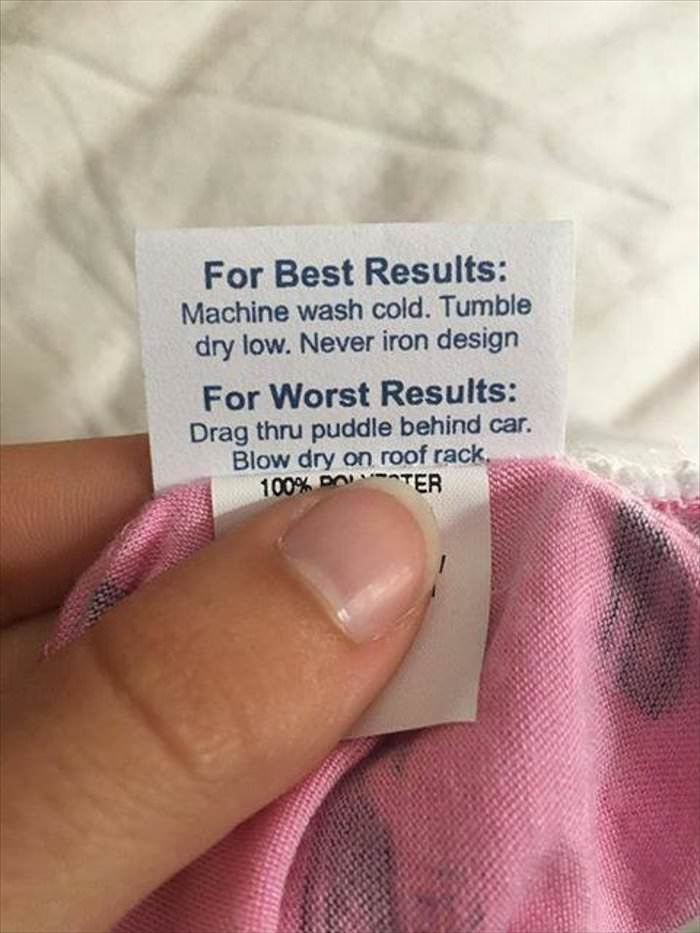 For Best Results:
Machine wash cold. Tumble
dry low. Never iron design
For Worst Results:
Drag thru puddle behind car.
Blow dry on roof rack.
100%